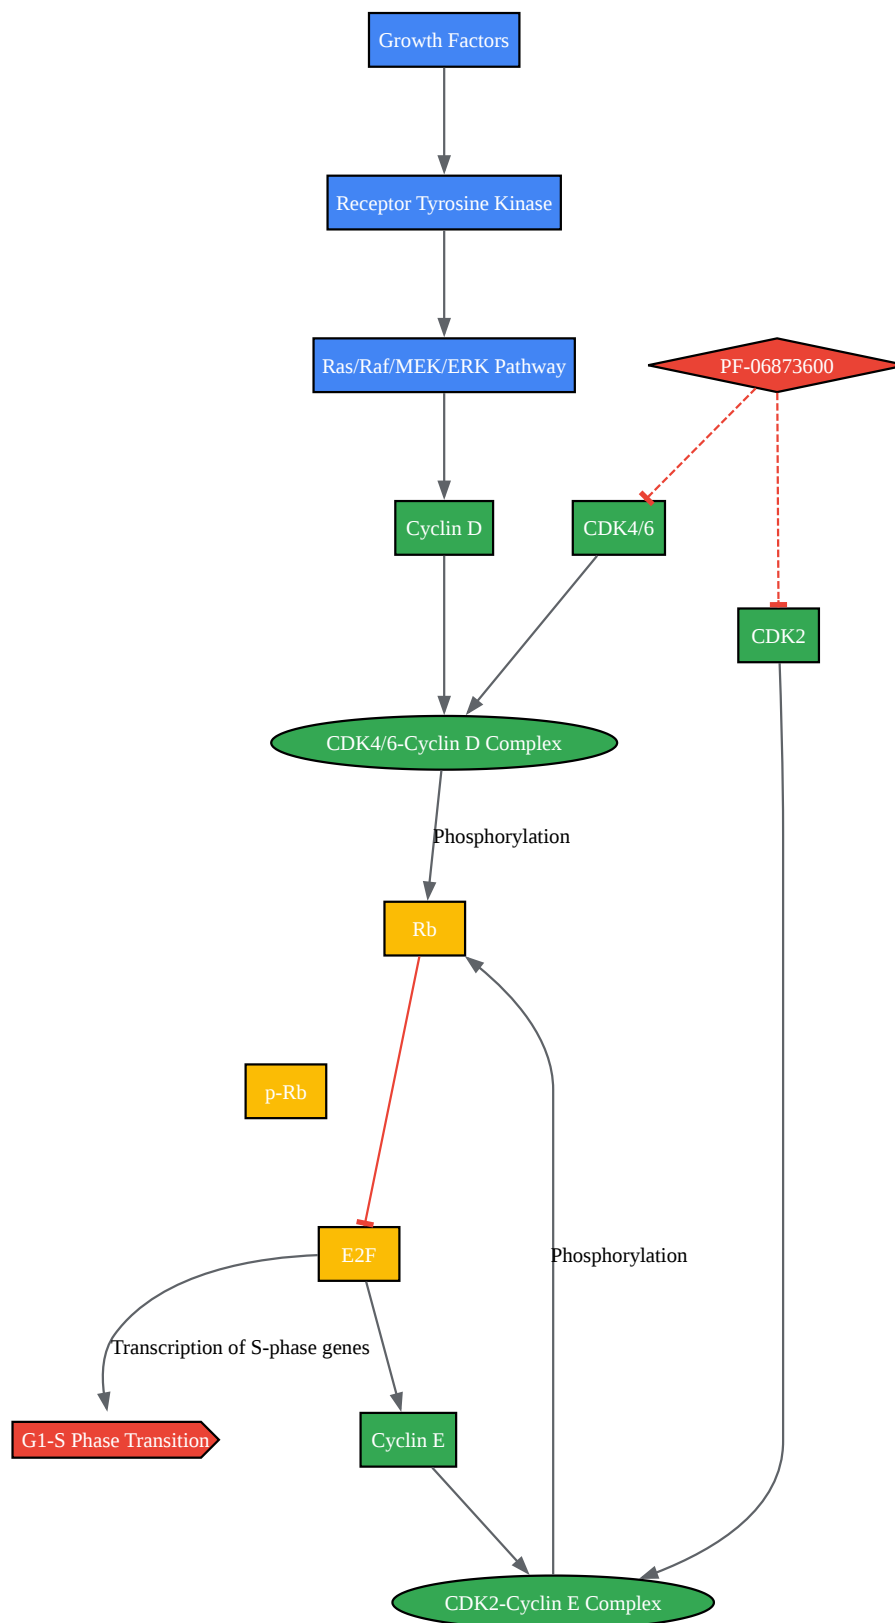 Growth Factors
Receptor Tyrosine Kinase
Ras/Raf/MEK/ERK Pathway
PF-06873600
Cyclin D
CDK4/6
CDK2
CDK4/6-Cyclin D Complex
Phosphorylation
Rb
p-Rb
E2F
Phosphorylation
Transcription of S-phase genes
G1-S Phase Transition
Cyclin E
CDK2-Cyclin E Complex